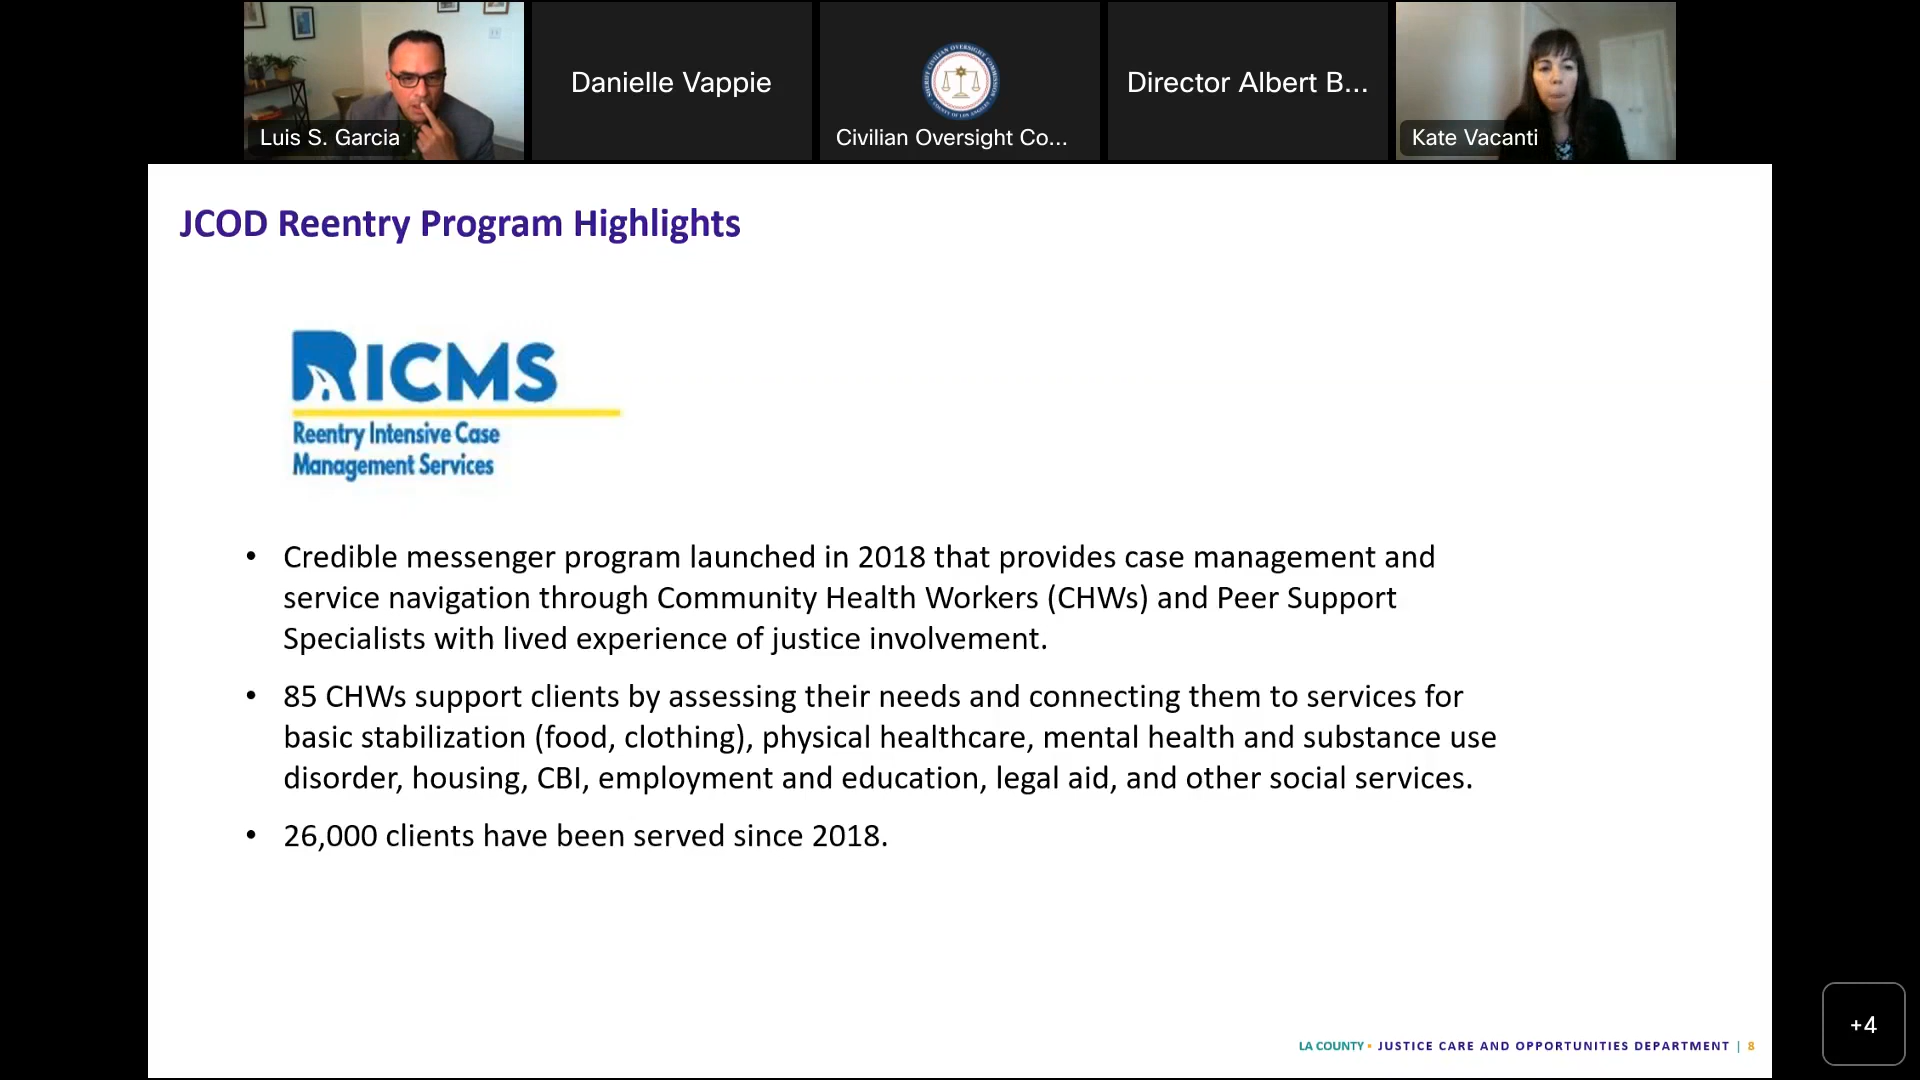 Luis S. Garcia
Danielle Vappie
Civilian Oversight Co...
Director Albert B...
Kate Vacanti
JCOD Reentry Program Highlights
RICMS
Reentry Intensive Case
Management Services
• Credible messenger program launched in 2018 that provides case management and
service navigation through Community Health Workers (CHWs) and Peer Support
Specialists with lived experience of justice involvement.
• 85 CHWs support clients by assessing their needs and connecting them to services for
basic stabilization (food, clothing), physical healthcare, mental health and substance use
disorder, housing, CBI, employment and education, legal aid, and other social services.
• 26,000 clients have been served since 2018.
+4
LA COUNTY • JUSTICE CARE AND OPPORTUNITIES DEPARTMENT | 8